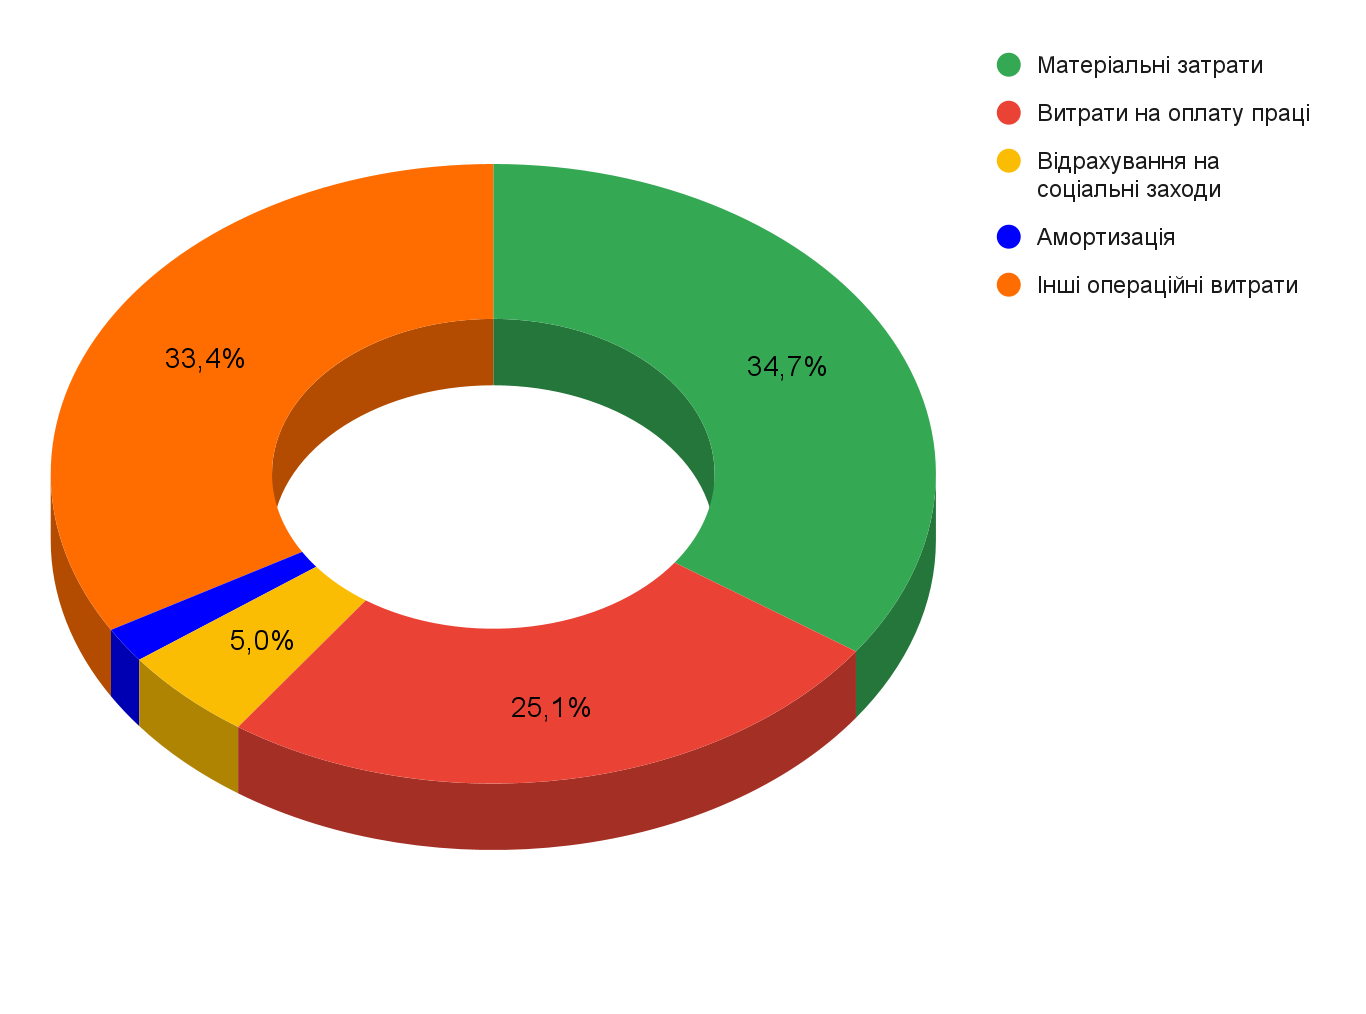 Матеріальні затрати
Витрати на оплату праці
Відрахування на
соціальні заходи
Амортизація
Інші операційні витрати
33,4%
34,7%
5,0%
25,1%